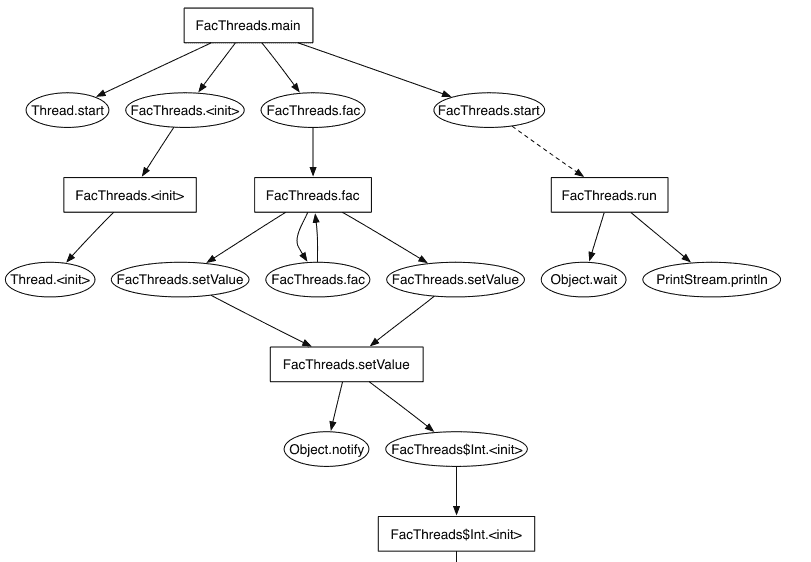 FacThreads.main
Thread.start
FacThreads.<init>
FacThreads.fac
FacThreads.start
FacThreads.<init>
FacThreads.fac
FacThreads.run
Thread.<init>
FacThreads.setValue
FacThreads.fac
FacThreads.setValue
Object.wait
PrintStream.println
FacThreads.setValue
Object.notify
FacThreads$Int.<init>
FacThreads$Int.<init>